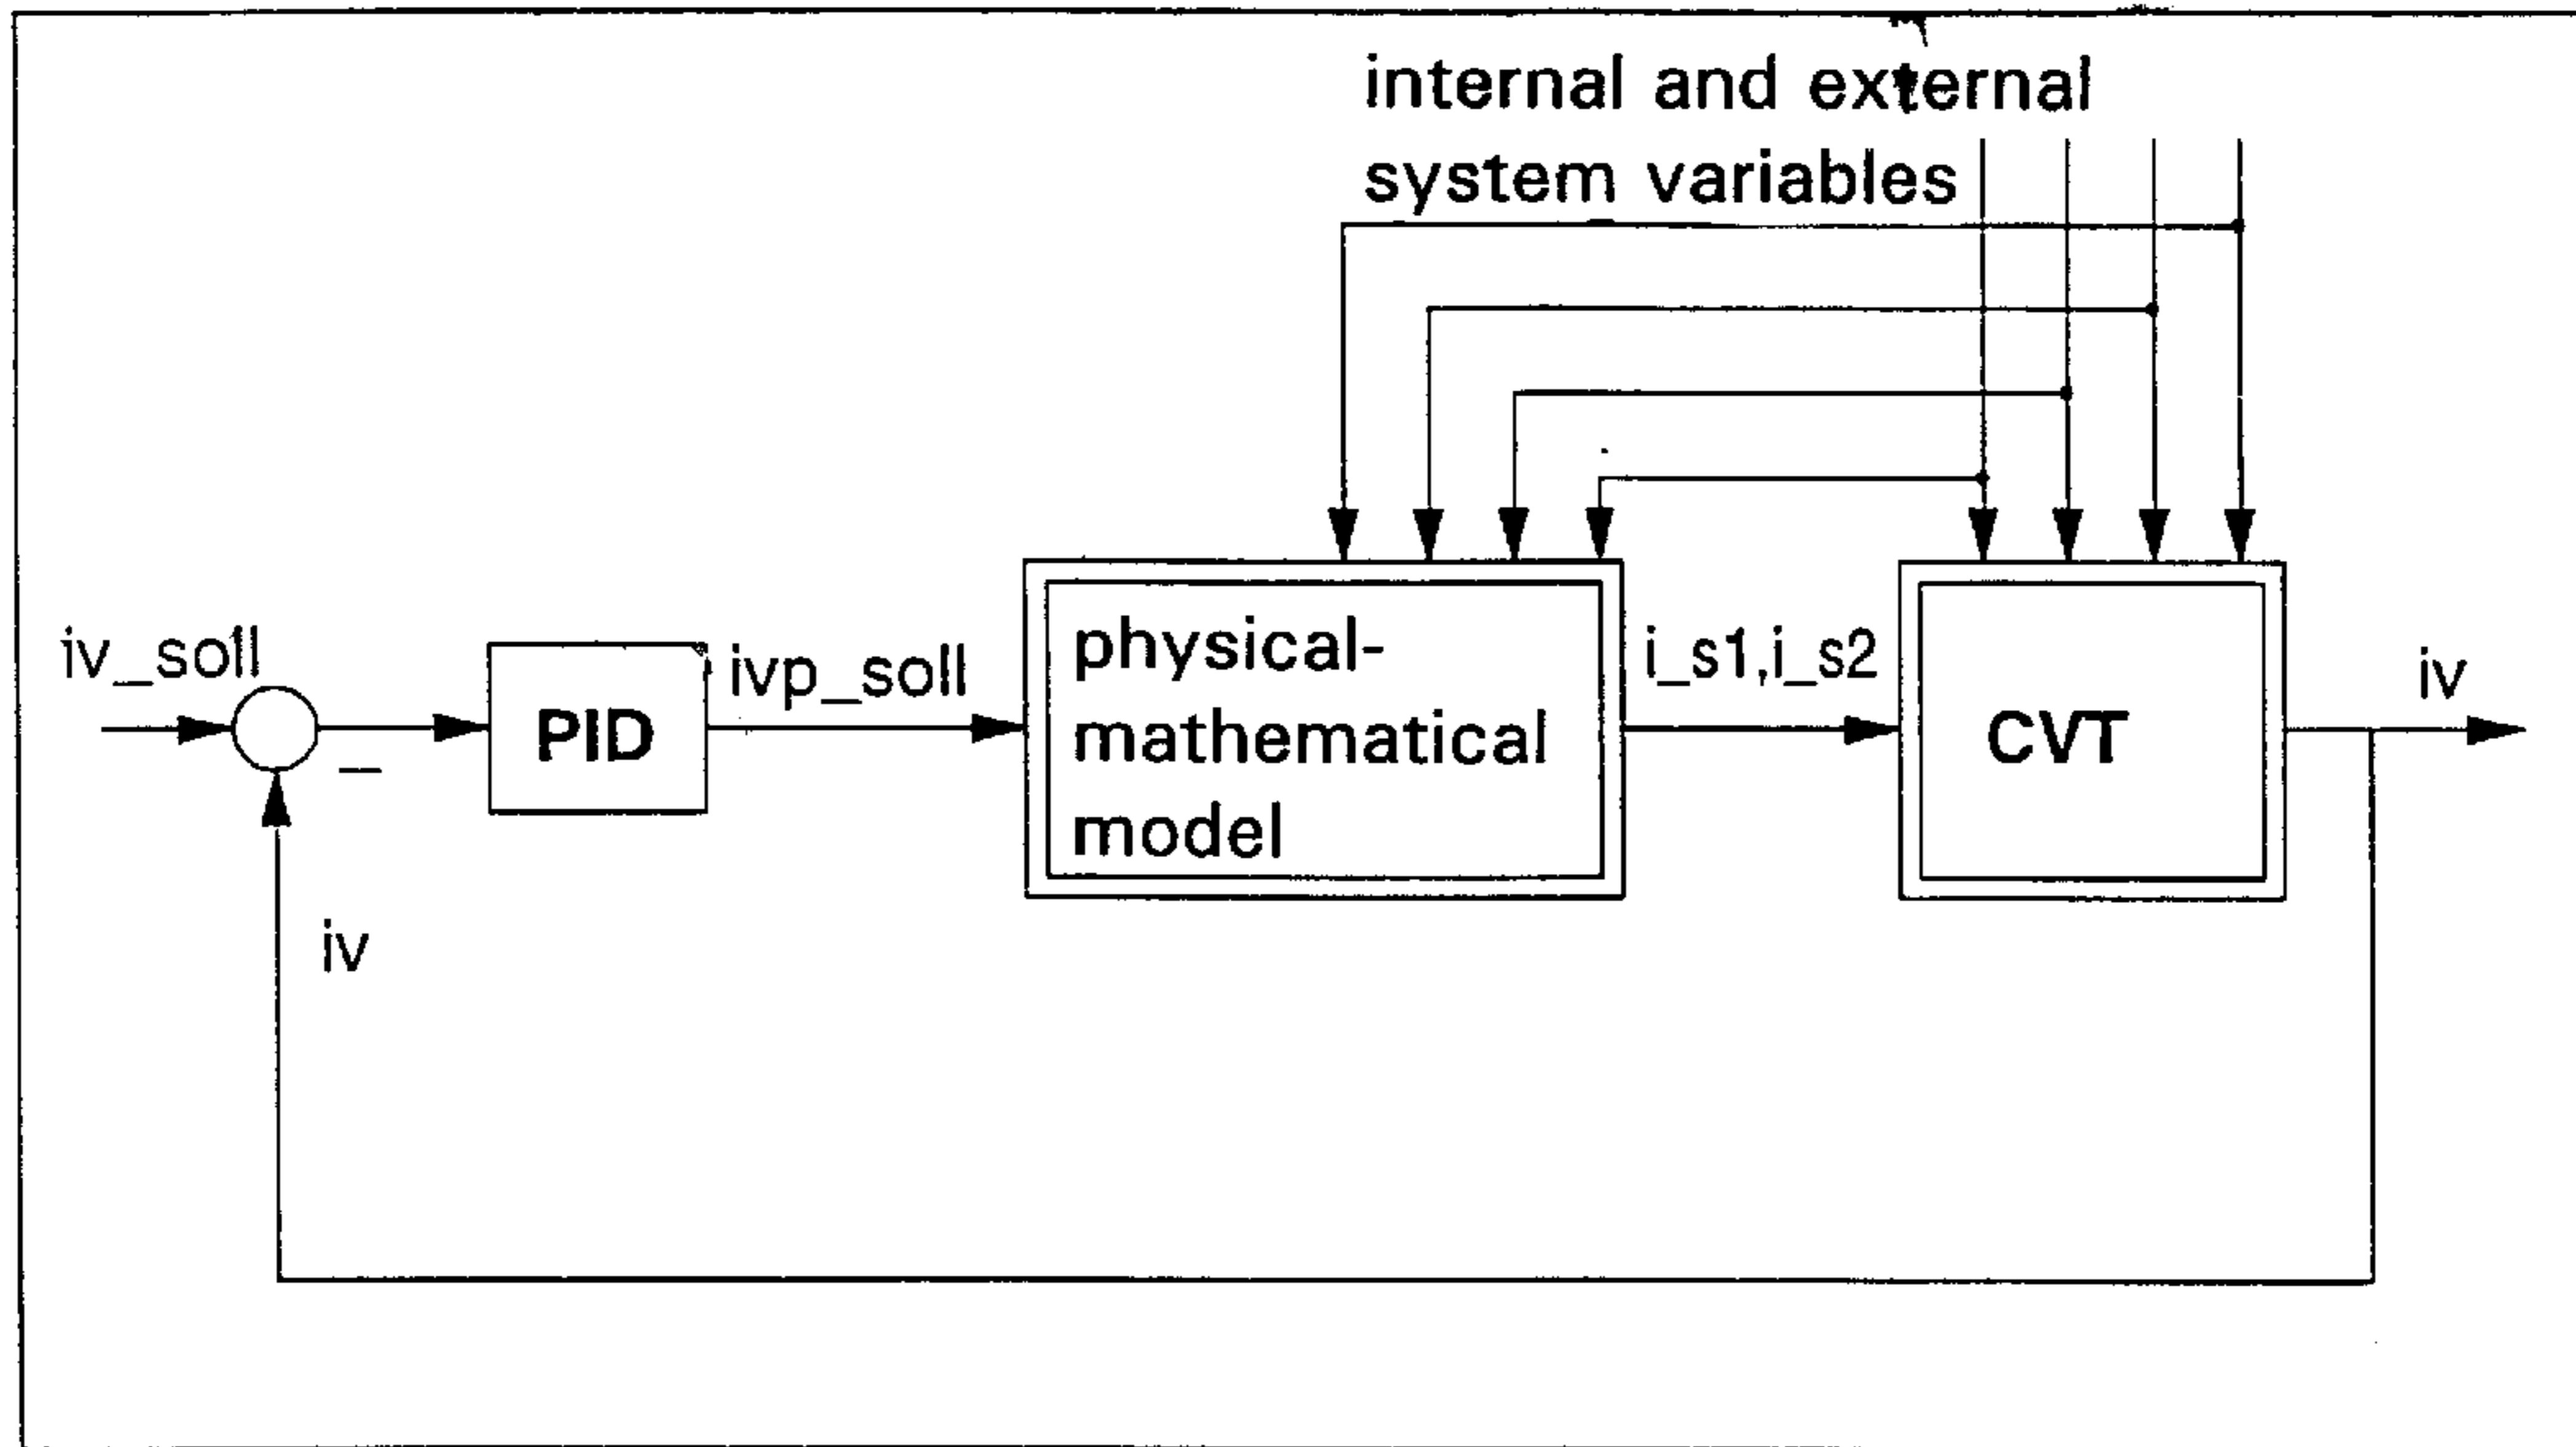 internal and external
system variables
iv_soll
PID
ivp_soll
physical-
mathematical
model
i_s1,i_s2
CVT
iv
–
iv